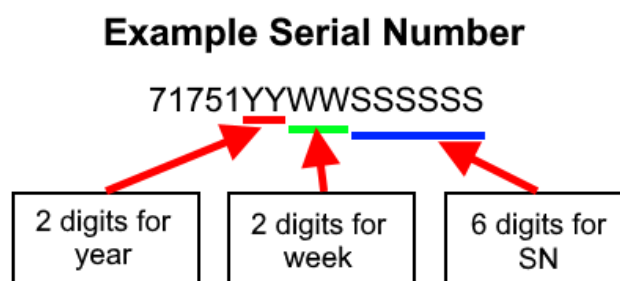 Example Serial Number
71751YYWWSSSSSS
2 digits for
year
2 digits for
week
6 digits for
SN